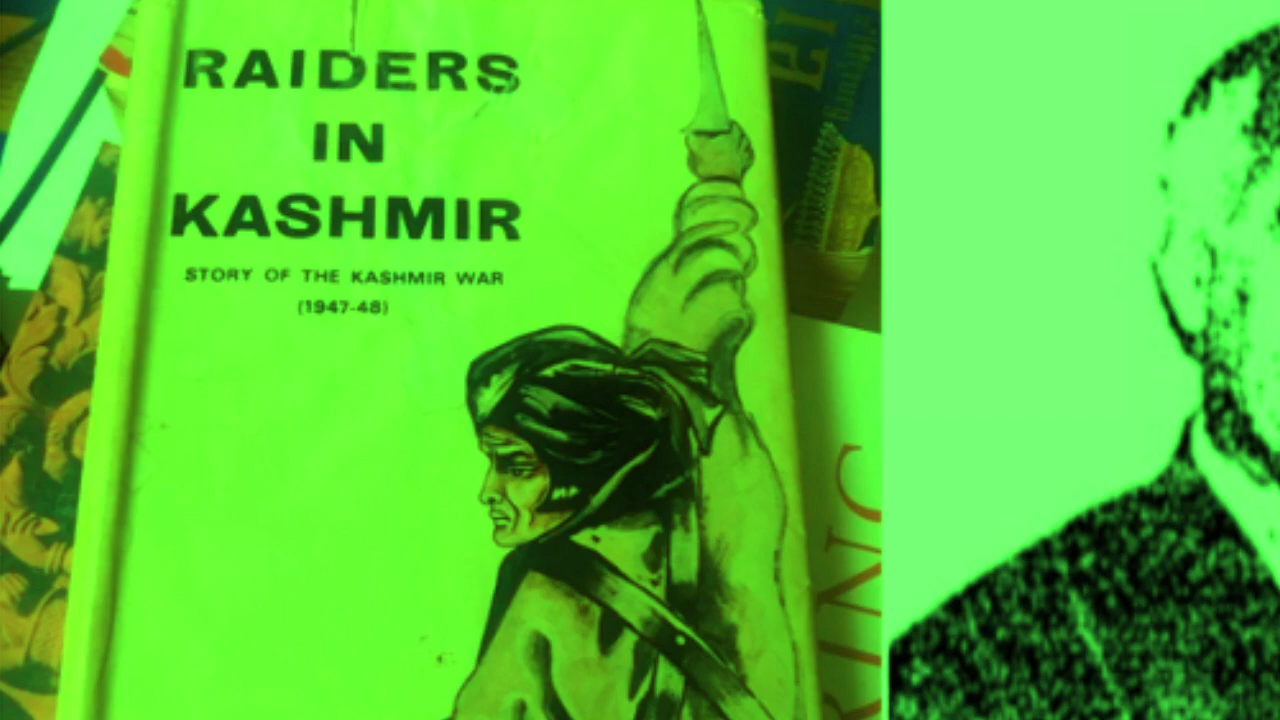 RAIDERS
IN
KASHMIR
STORY OF THE KASHMIR WAR
(1947-48)